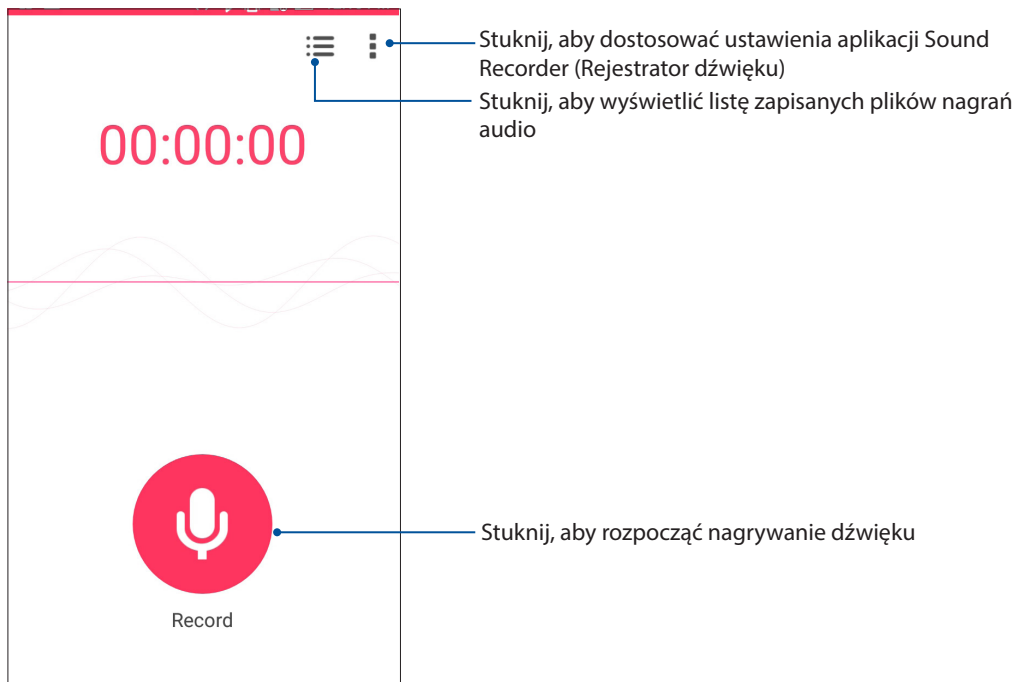 Stuknij, aby dostosować ustawienia aplikacji Sound
Recorder (Rejestrator dźwięku)
Stuknij, aby wyświetlić listę zapisanych plików nagrań
audio
00:00:00
Stuknij, aby rozpocząć nagrywanie dźwięku
Record